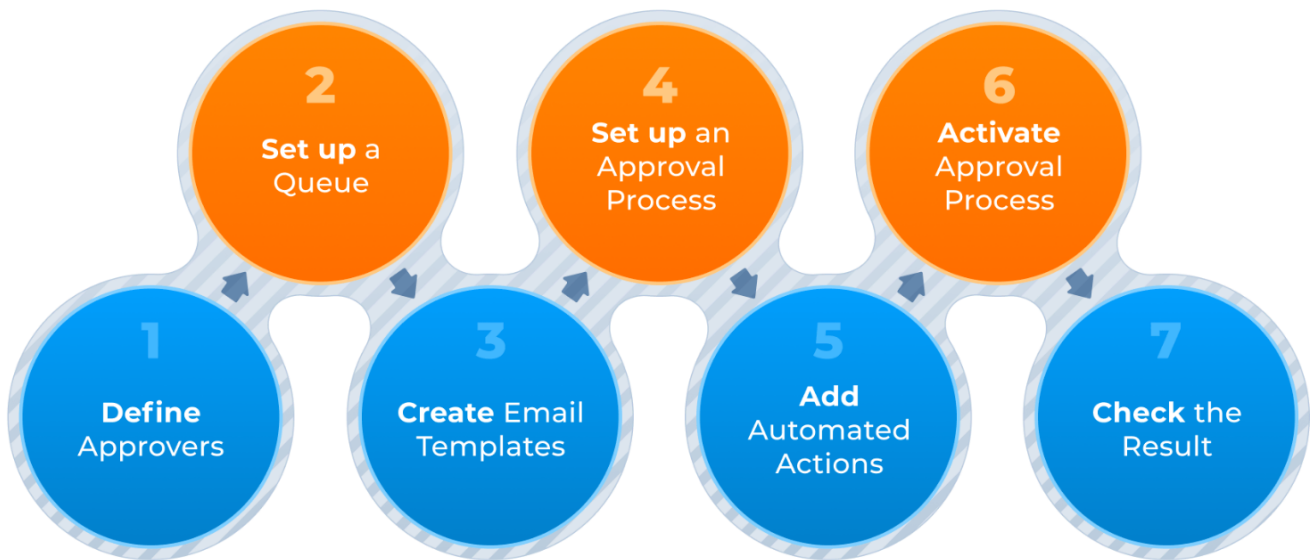 1
Define
Approvers
2
Set up a
Queue
3
Create Email
Templates
4
Set up an
Approval
Process
5
Add
Automated
Actions
6
Activate
Approval
Process
7
Check the
Result